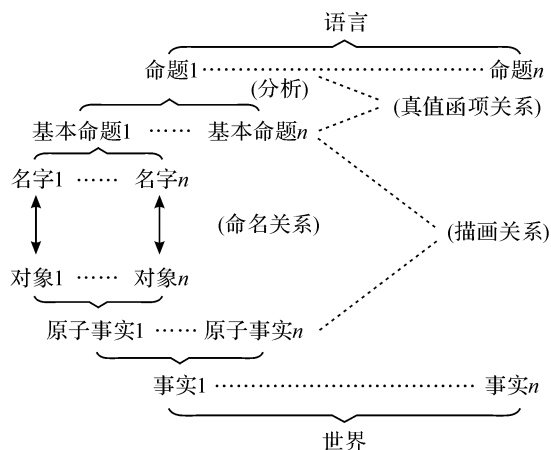 语言
命题1……………………………………命题n
(分析)
(真值函项关系)
基本命题1 …… 基本命题n
名字1 …… 名字n
(命名关系)
(描画关系)
对象1 …… 对象n
原子事实1 …… 原子事实n
事实1 ……………………………… 事实n
世界